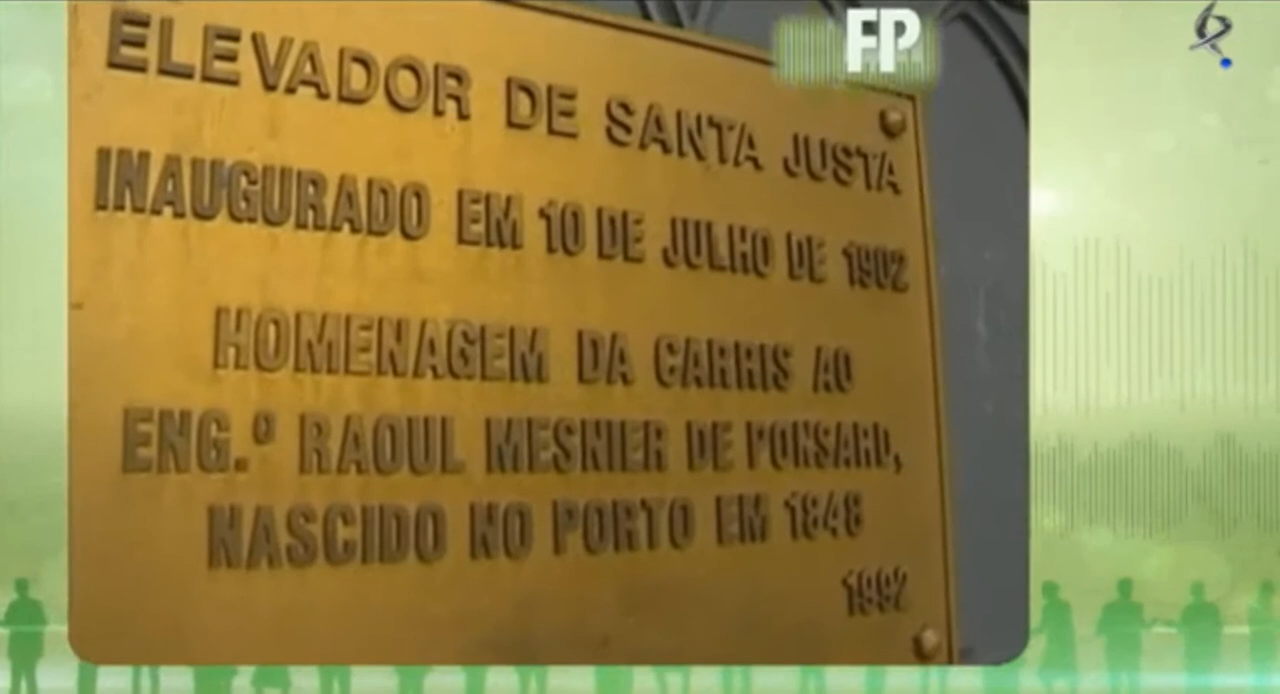 FP
ELEVADOR DE SANTA JUSTA
INAUGURADO EM 10 DE JULHO DE 1902
HOMENAGEM DA CARRIS AO
ENG.º RAOUL MESNIER DE PONSARD,
NASCIDO NO PORTO EM 1848
1992